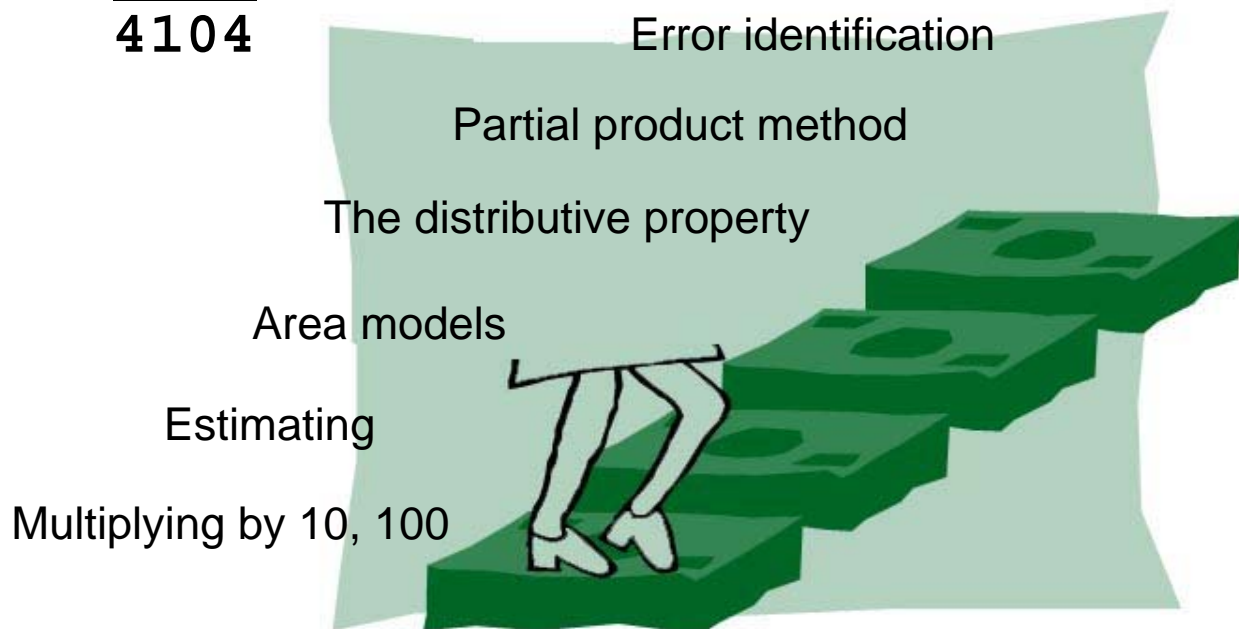 4104
Error identification
Partial product method
The distributive property
Area models
Estimating
Multiplying by 10, 100